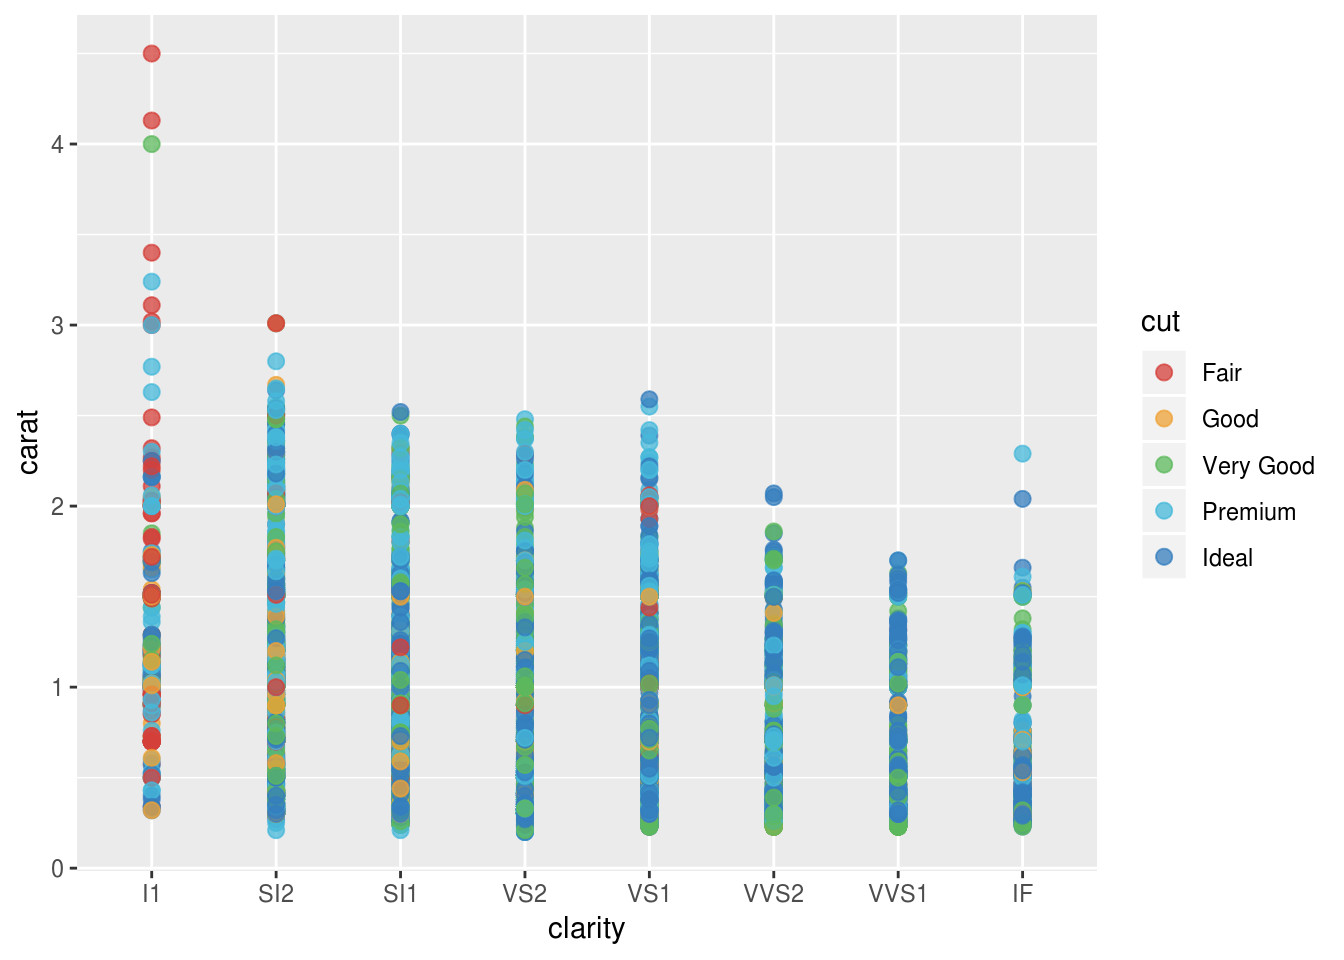 4
3
2
1
0
carat
I1 SI2 SI1 VS2 VS1 VVS2 VVS1 IF
clarity
cut
Fair
Good
Very Good
Premium
Ideal